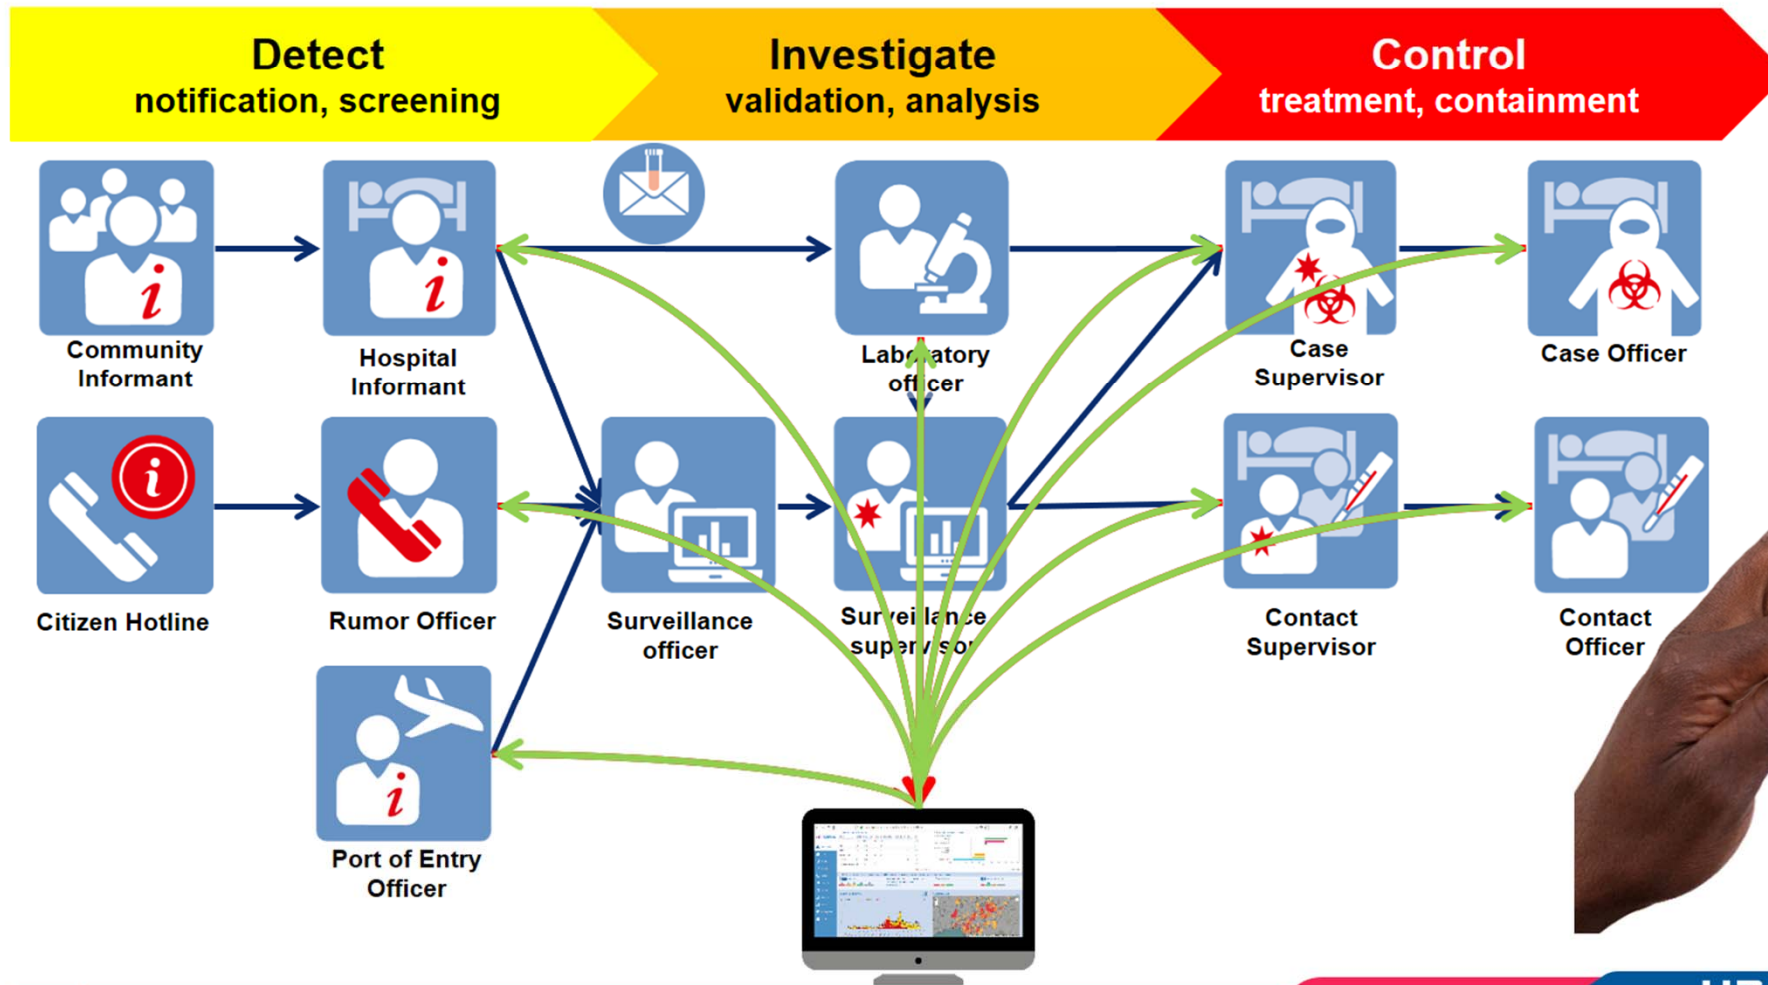 Detect
notification, screening
Investigate
validation, analysis
Control
treatment, containment
Community
Informant
Hospital
Informant
Laboratory
officer
Case
Supervisor
Case Officer
Citizen Hotline
Rumor Officer
Surveillance
officer
Surveillance
supervisor
Contact
Supervisor
Contact
Officer
Port of Entry
Officer